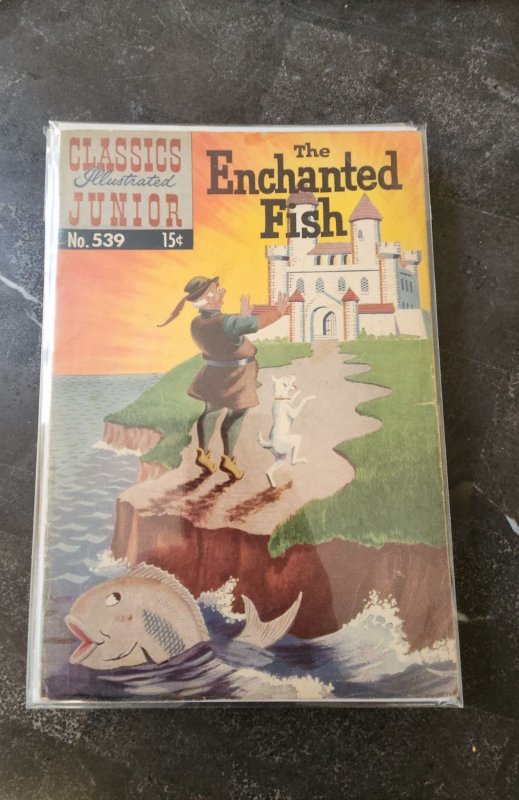 CLASSICS
Illustrated
JUNIOR
No. 539 15¢
The
Enchanted
Fish